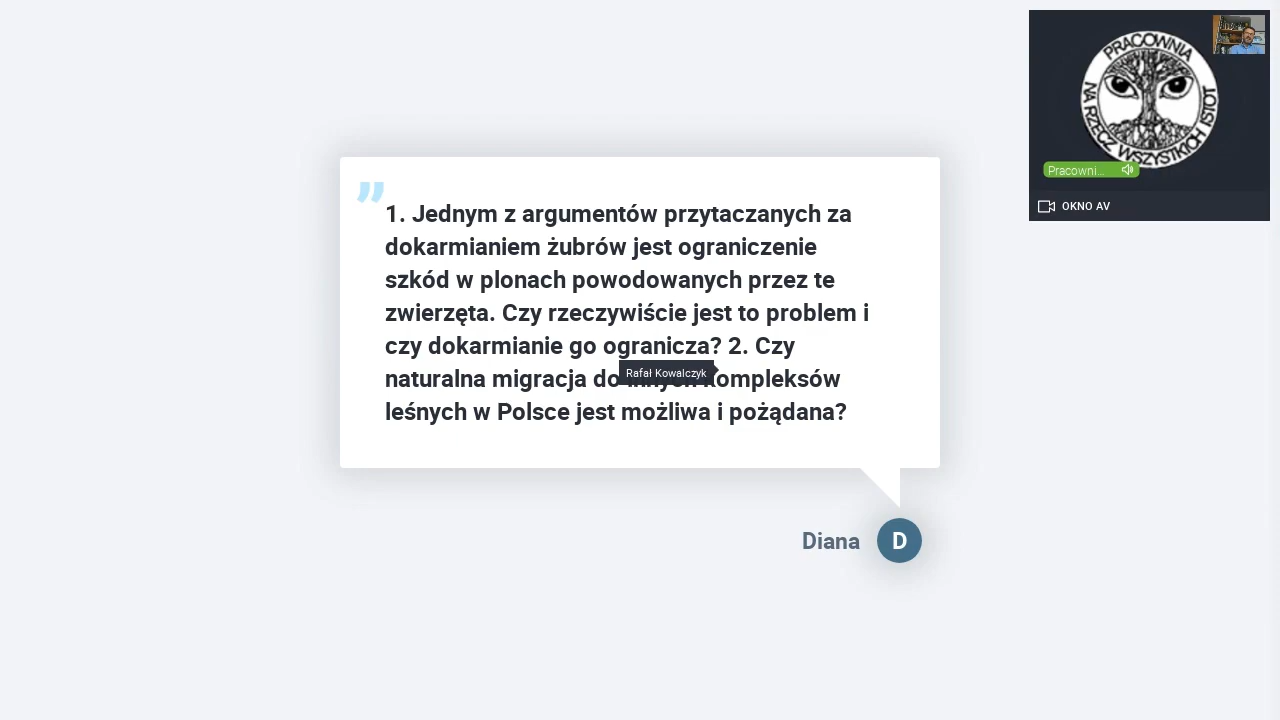 PRACOWNIA
NA RZECZ WSZYSTKICH ISTOT
Pracowni...
OKNO AV
”
1. Jednym z argumentów przytaczanych za
dokarmianiem żubrów jest ograniczenie
szkód w plonach powodowanych przez te
zwierzęta. Czy rzeczywiście jest to problem i
czy dokarmianie go ogranicza? 2. Czy
naturalna migracja do innych kompleksów
Rafał Kowalczyk
leśnych w Polsce jest możliwa i pożądana?
Diana
D